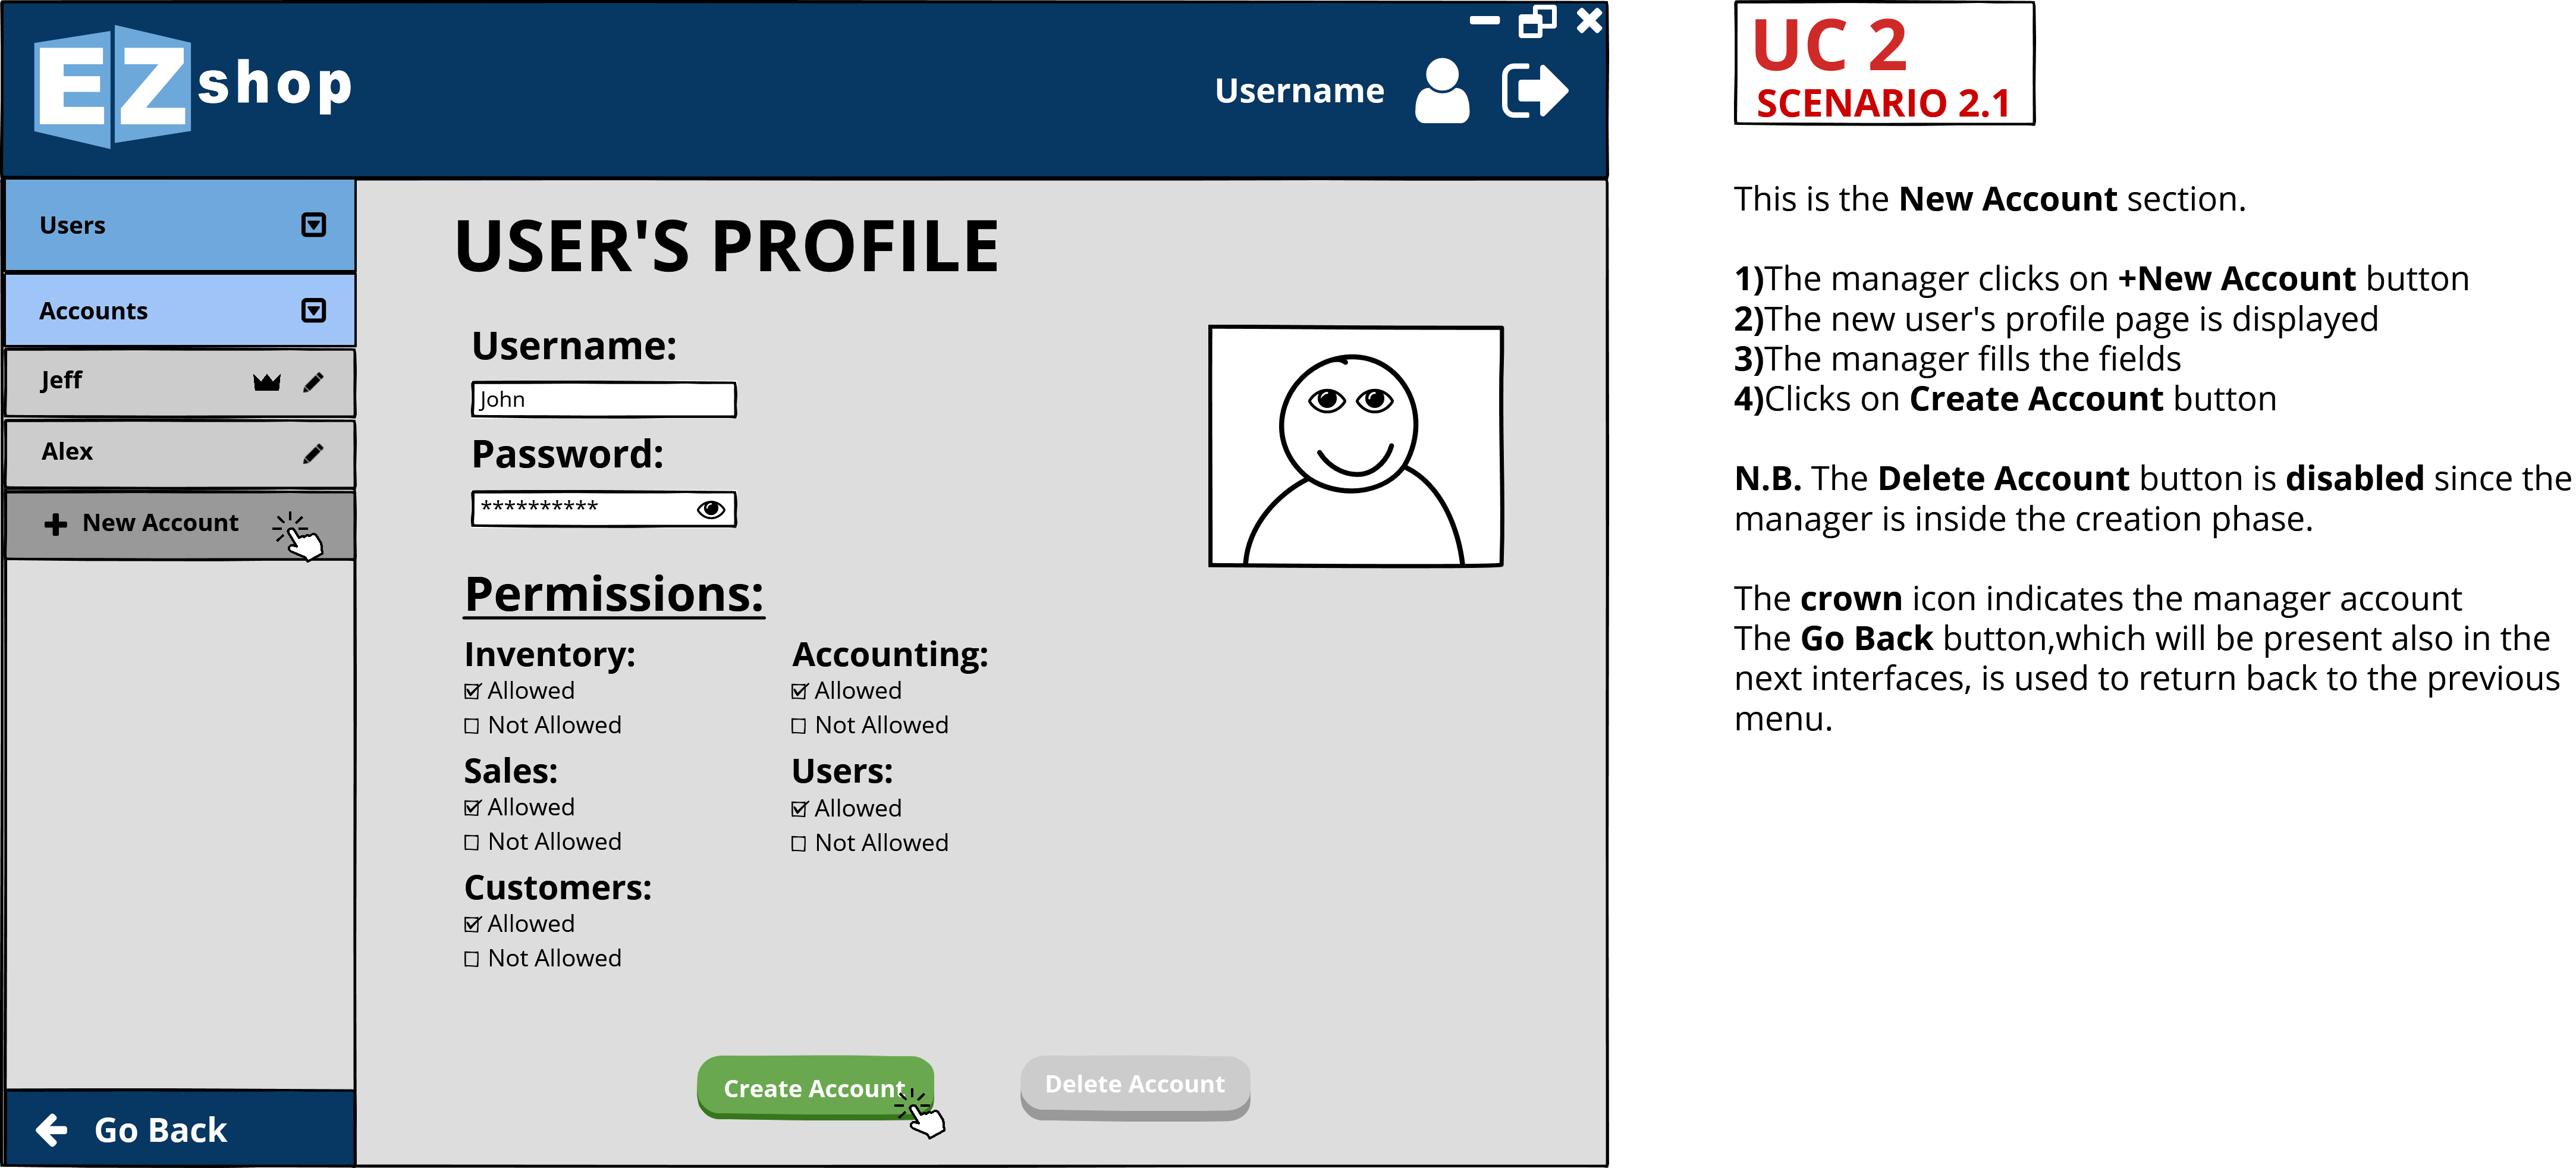 EZshop
Username
Users
Accounts
Jeff
Alex
New Account
Go Back
USER'S PROFILE
Username:
John
Password:
**********
Permissions:
Inventory:
Allowed
Not Allowed
Accounting:
Allowed
Not Allowed
Sales:
Allowed
Not Allowed
Users:
Allowed
Not Allowed
Customers:
Allowed
Not Allowed
Create Account
Delete Account
UC 2
SCENARIO 2.1
This is the New Account section.
1)The manager clicks on +New Account button
2)The new user's profile page is displayed
3)The manager fills the fields
4)Clicks on Create Account button
N.B. The Delete Account button is disabled since the
manager is inside the creation phase.
The crown icon indicates the manager account
The Go Back button,which will be present also in the
next interfaces, is used to return back to the previous
menu.